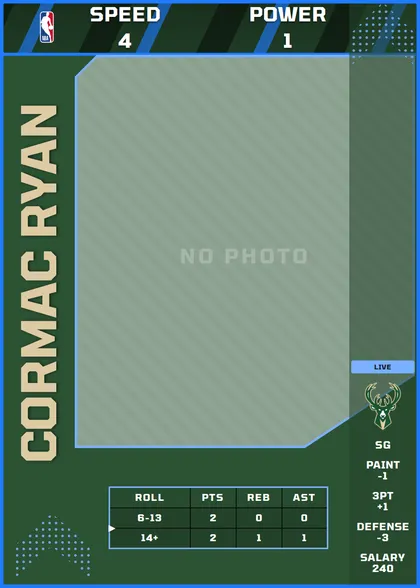 SPEED POWER
4 1
CORMAC RYAN
NO PHOTO
LIVE
SG
PAINT
-1
3PT
+1
DEFENSE
-3
SALARY
240
ROLL PTS REB AST
6-13 2 0 0
14+ 2 1 1